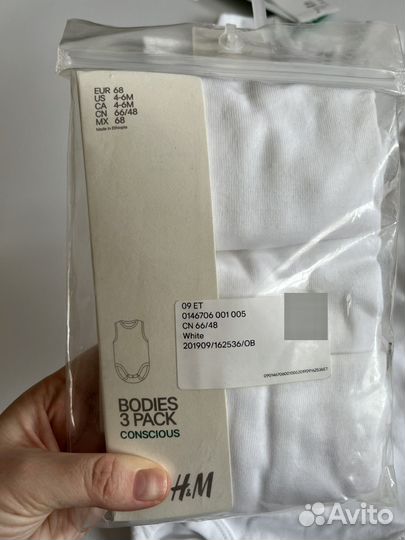 EUR 68
US 4-6M
CA 4-6M
CN 66/48
MX 68
Made in Ethiopia
09 ET
0146706 001 005
CN 66/48
White
201909/162536/OB
BODIES
3 PACK
CONSCIOUS
H&M
Avito